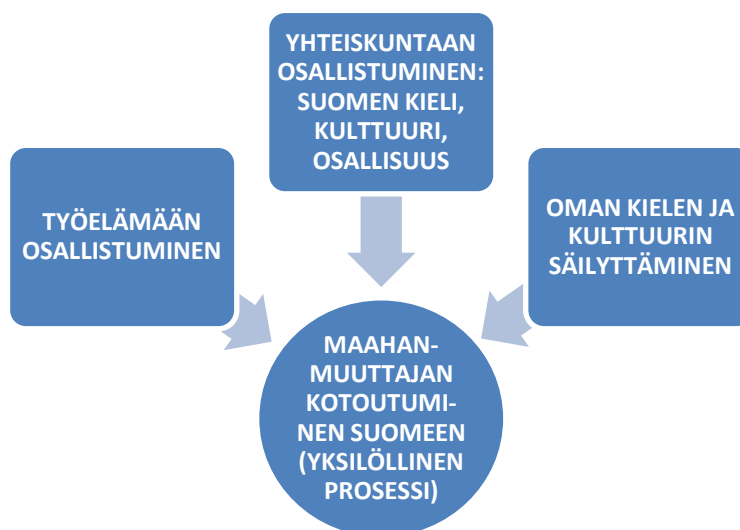 YHTEISKUNTAAN
OSALLISTUMINEN:
SUOMEN KIELI,
KULTTUURI,
OSALLISUUS
TYÖELÄMÄÄN
OSALLISTUMINEN
OMAN KIELEN JA
KULTTUURIN
SÄILYTTÄMINEN
MAAHAN-
MUUTTAJAN
KOTOUTUMI-
NEN SUOMEEN
(YKSILÖLLINEN
PROSESSI)